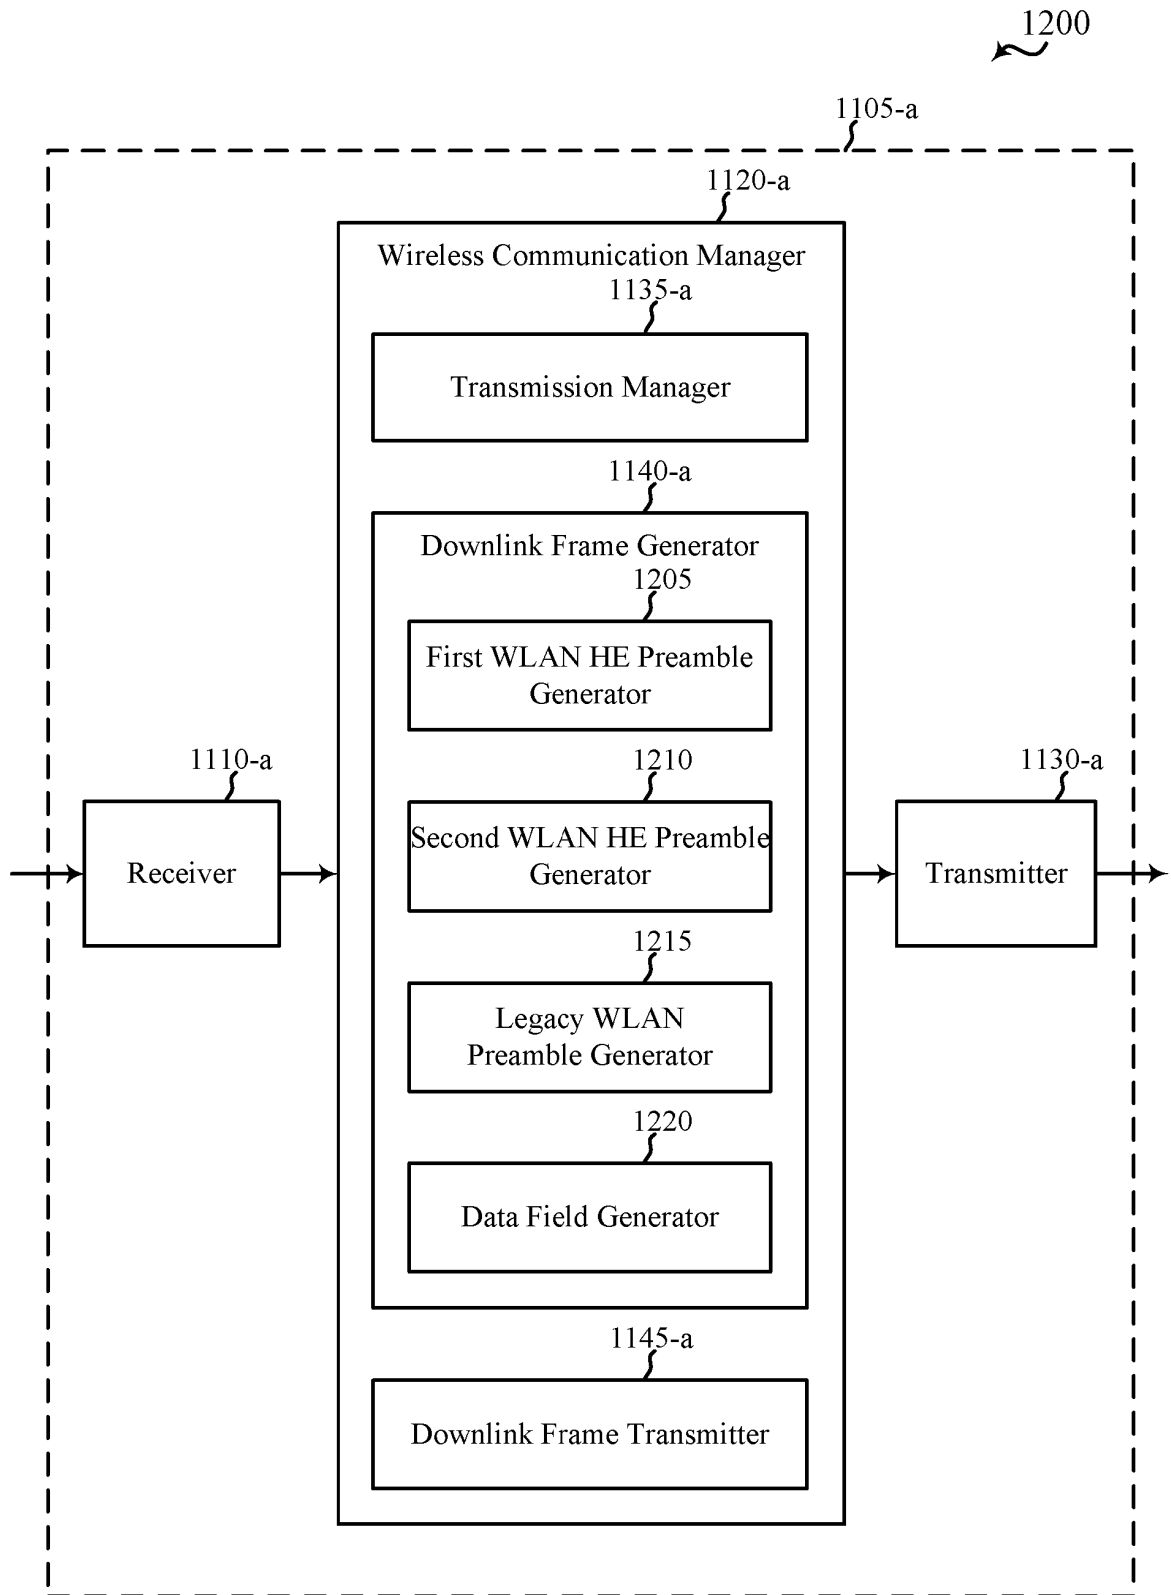 1200
1105-a
1120-a
Wireless Communication Manager
1135-a
Transmission Manager
1140-a
Downlink Frame Generator
1205
First WLAN HE Preamble
Generator
1110-a
Receiver
1210
Second WLAN HE Preamble
Generator
1130-a
Transmitter
1215
Legacy WLAN
Preamble Generator
1220
Data Field Generator
1145-a
Downlink Frame Transmitter